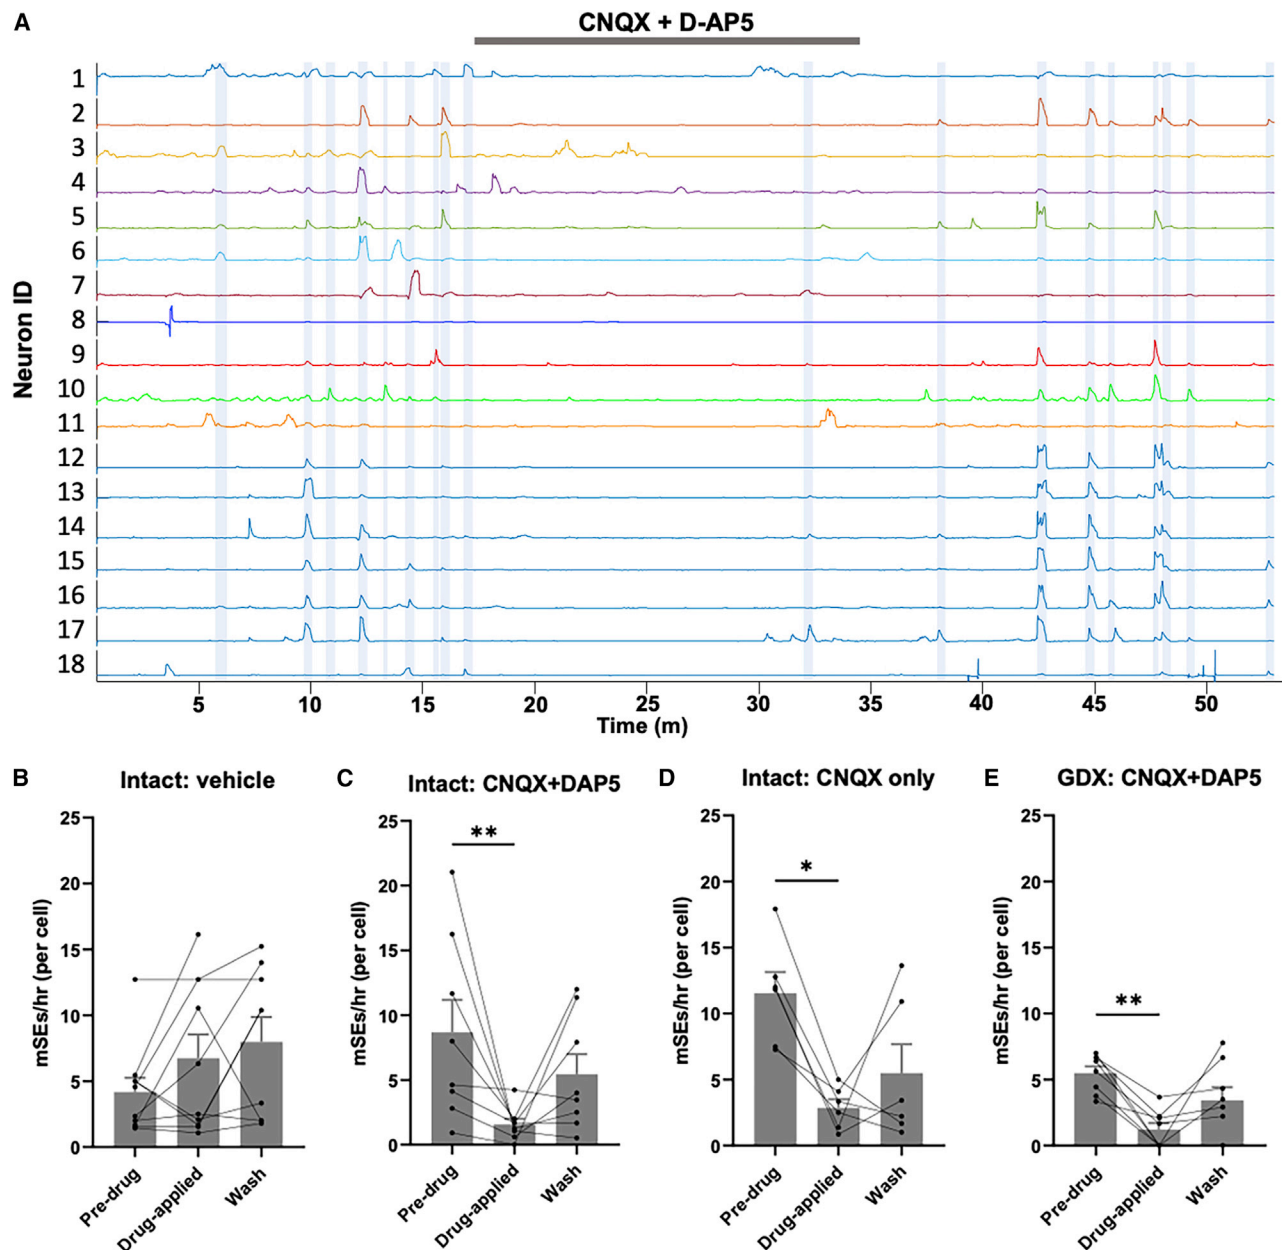 A
CNQX + D-AP5
Neuron ID
1
2
3
4
5
6
7
8
9
10
11
12
13
14
15
16
17
18
5 10 15 20 25 30 35 40 45 50
Time (m)
B Intact: vehicle
mSEs/hr (per cell)
25
20
15
10
5
0
Pre-drug
Drug-applied
Wash
C Intact: CNQX+DAP5
mSEs/hr (per cell)
25
20
15
10
5
0
**
Pre-drug
Drug-applied
Wash
D Intact: CNQX only
mSEs/hr (per cell)
25
20
15
10
5
0
*
Pre-drug
Drug-applied
Wash
E GDX: CNQX+DAP5
mSEs/hr (per cell)
25
20
15
10
5
0
**
Pre-drug
Drug-applied
Wash